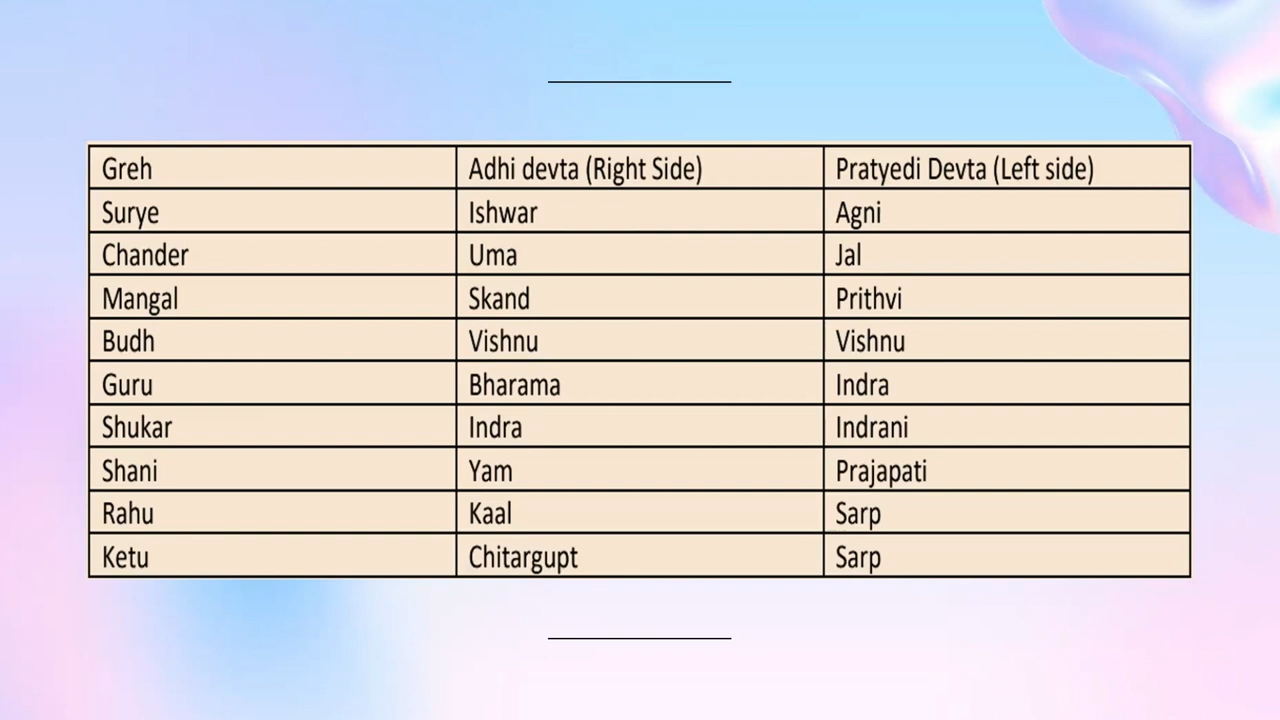 Greh Adhi devta (Right Side) Pratyedi Devta (Left side)
Surye Ishwar Agni
Chander Uma Jal
Mangal Skand Prithvi
Budh Vishnu Vishnu
Guru Bharama Indra
Shukar Indra Indrani
Shani Yam Prajapati
Rahu Kaal Sarp
Ketu Chitargupt Sarp